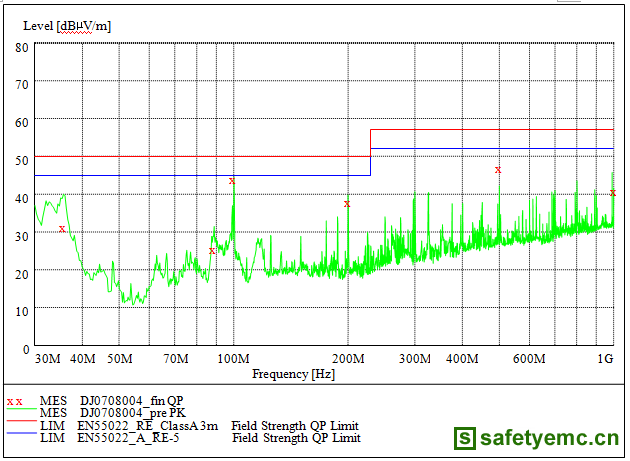 Level [dBµV/m]
80
70
60
50
40
30
20
10
0
30M 40M 50M 70M 100M 200M 300M 400M 600M 1G
Frequency [Hz]
x x MES DJ0708004_fin QP
MES DJ0708004_pre PK
LIM EN55022_RE_ClassA 3m Field Strength QP Limit
LIM EN55022_A_RE-5 Field Strength QP Limit
S safetyemc.cn